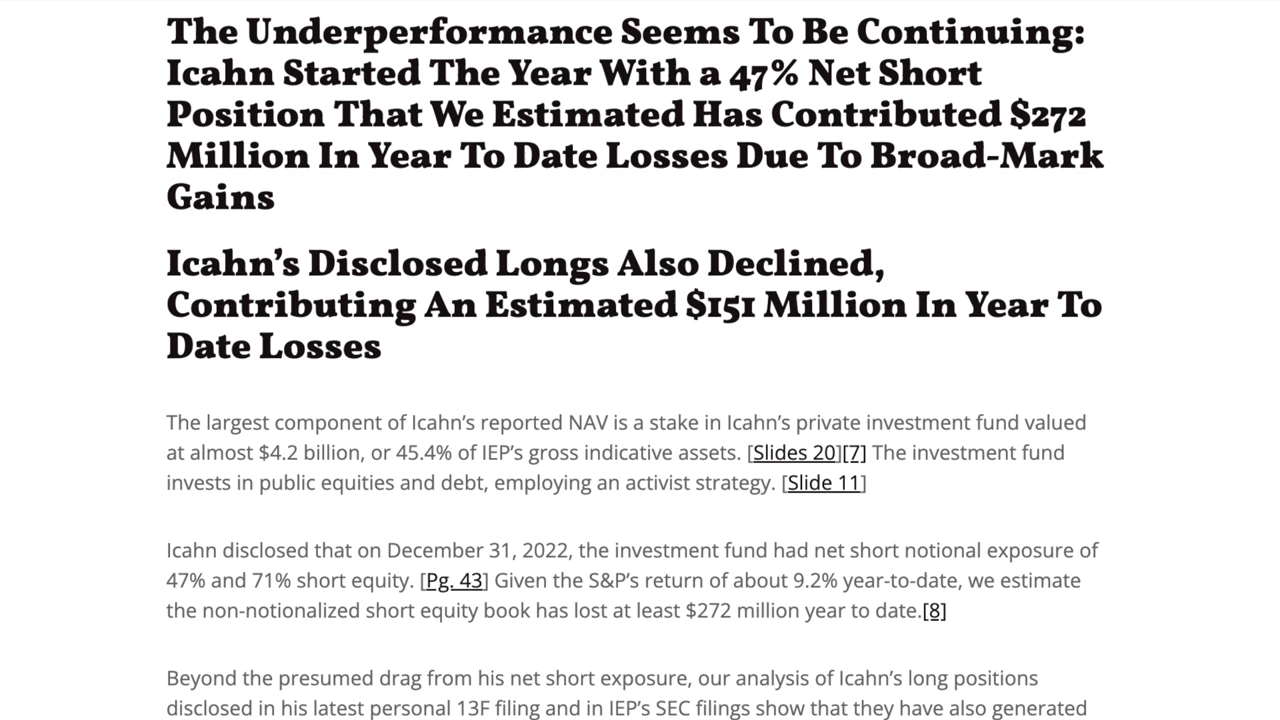 The Underperformance Seems To Be Continuing:
Icahn Started The Year With a 47% Net Short
Position That We Estimated Has Contributed $272
Million In Year To Date Losses Due To Broad-Mark
Gains
Icahn’s Disclosed Longs Also Declined,
Contributing An Estimated $151 Million In Year To
Date Losses
The largest component of Icahn’s reported NAV is a stake in Icahn’s private investment fund valued
at almost $4.2 billion, or 45.4% of IEP’s gross indicative assets. [Slides 20][7] The investment fund
invests in public equities and debt, employing an activist strategy. [Slide 11]
Icahn disclosed that on December 31, 2022, the investment fund had net short notional exposure of
47% and 71% short equity. [Pg. 43] Given the S&P’s return of about 9.2% year-to-date, we estimate
the non-notionalized short equity book has lost at least $272 million year to date.[8]
Beyond the presumed drag from his net short exposure, our analysis of Icahn’s long positions
disclosed in his latest personal 13F filing and in IEP’s SEC filings show that they have also generated